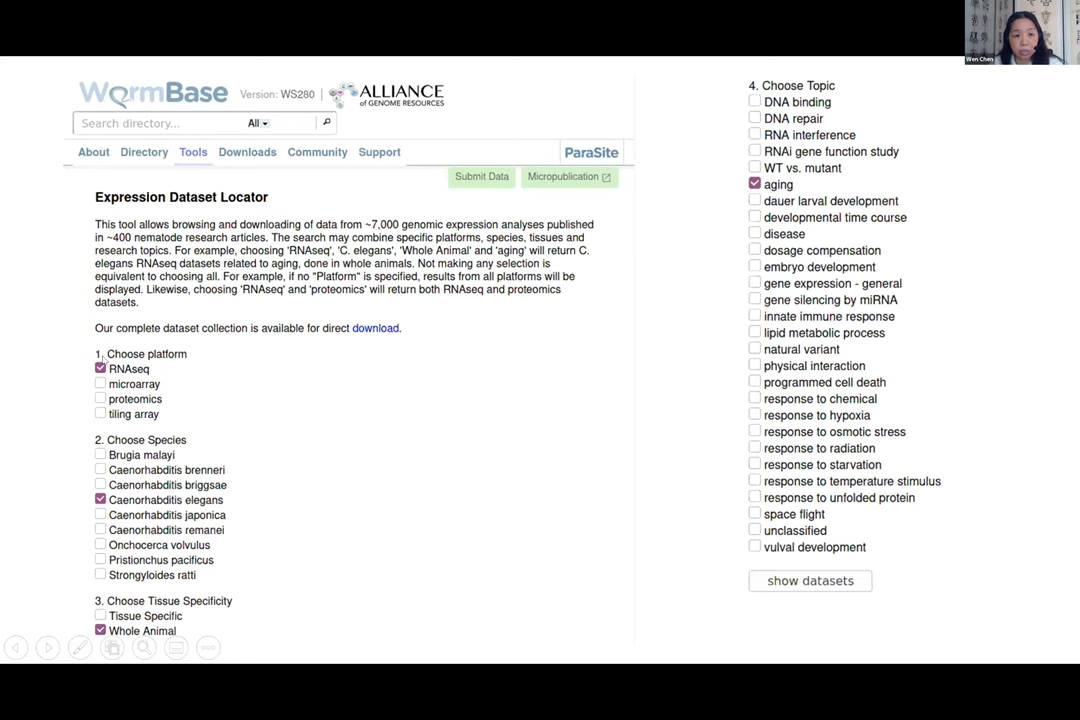 Wen Chen
WormBase Version: WS280 | ALLIANCE
of GENOME RESOURCES
Search directory... All
About Directory Tools Downloads Community Support ParaSite
Submit Data Micropublication
Expression Dataset Locator
This tool allows browsing and downloading of data from ~7,000 genomic expression analyses published
in ~400 nematode research articles. The search may combine specific platforms, species, tissues and
research topics. For example, choosing 'RNAseq', 'C. elegans', 'Whole Animal' and 'aging' will return C.
elegans RNAseq datasets related to aging, done in whole animals. Not making any selection is
equivalent to choosing all. For example, if no "Platform" is specified, results from all platforms will be
displayed. Likewise, choosing 'RNAseq' and 'proteomics' will return both RNAseq and proteomics
datasets.
Our complete dataset collection is available for direct download.
1. Choose platform
RNAseq
microarray
proteomics
tiling array
2. Choose Species
Brugia malayi
Caenorhabditis brenneri
Caenorhabditis briggsae
Caenorhabditis elegans
Caenorhabditis japonica
Caenorhabditis remanei
Onchocerca volvulus
Pristionchus pacificus
Strongyloides ratti
3. Choose Tissue Specificity
Tissue Specific
Whole Animal
4. Choose Topic
DNA binding
DNA repair
RNA interference
RNAi gene function study
WT vs. mutant
aging
dauer larval development
developmental time course
disease
dosage compensation
embryo development
gene expression - general
gene silencing by miRNA
innate immune response
lipid metabolic process
natural variant
physical interaction
programmed cell death
response to chemical
response to hypoxia
response to osmotic stress
response to radiation
response to starvation
response to temperature stimulus
response to unfolded protein
space flight
unclassified
vulval development
show datasets